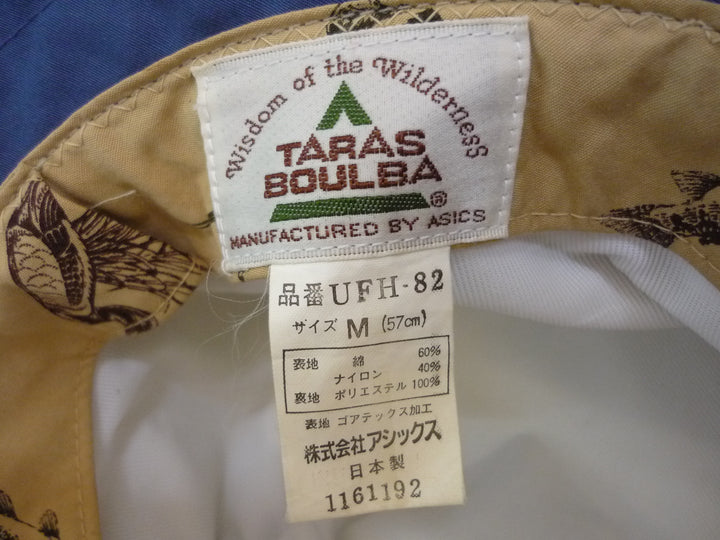 Wisdom of the Wilderness
TARAS
BOULBA®
MANUFACTURED BY ASICS
品番 UFH-82
サイズ M (57cm)
表地 綿 60%
ナイロン 40%
裏地 ポリエステル 100%
表地 ゴアテックス加工
株式会社アシックス
日本製
1161192